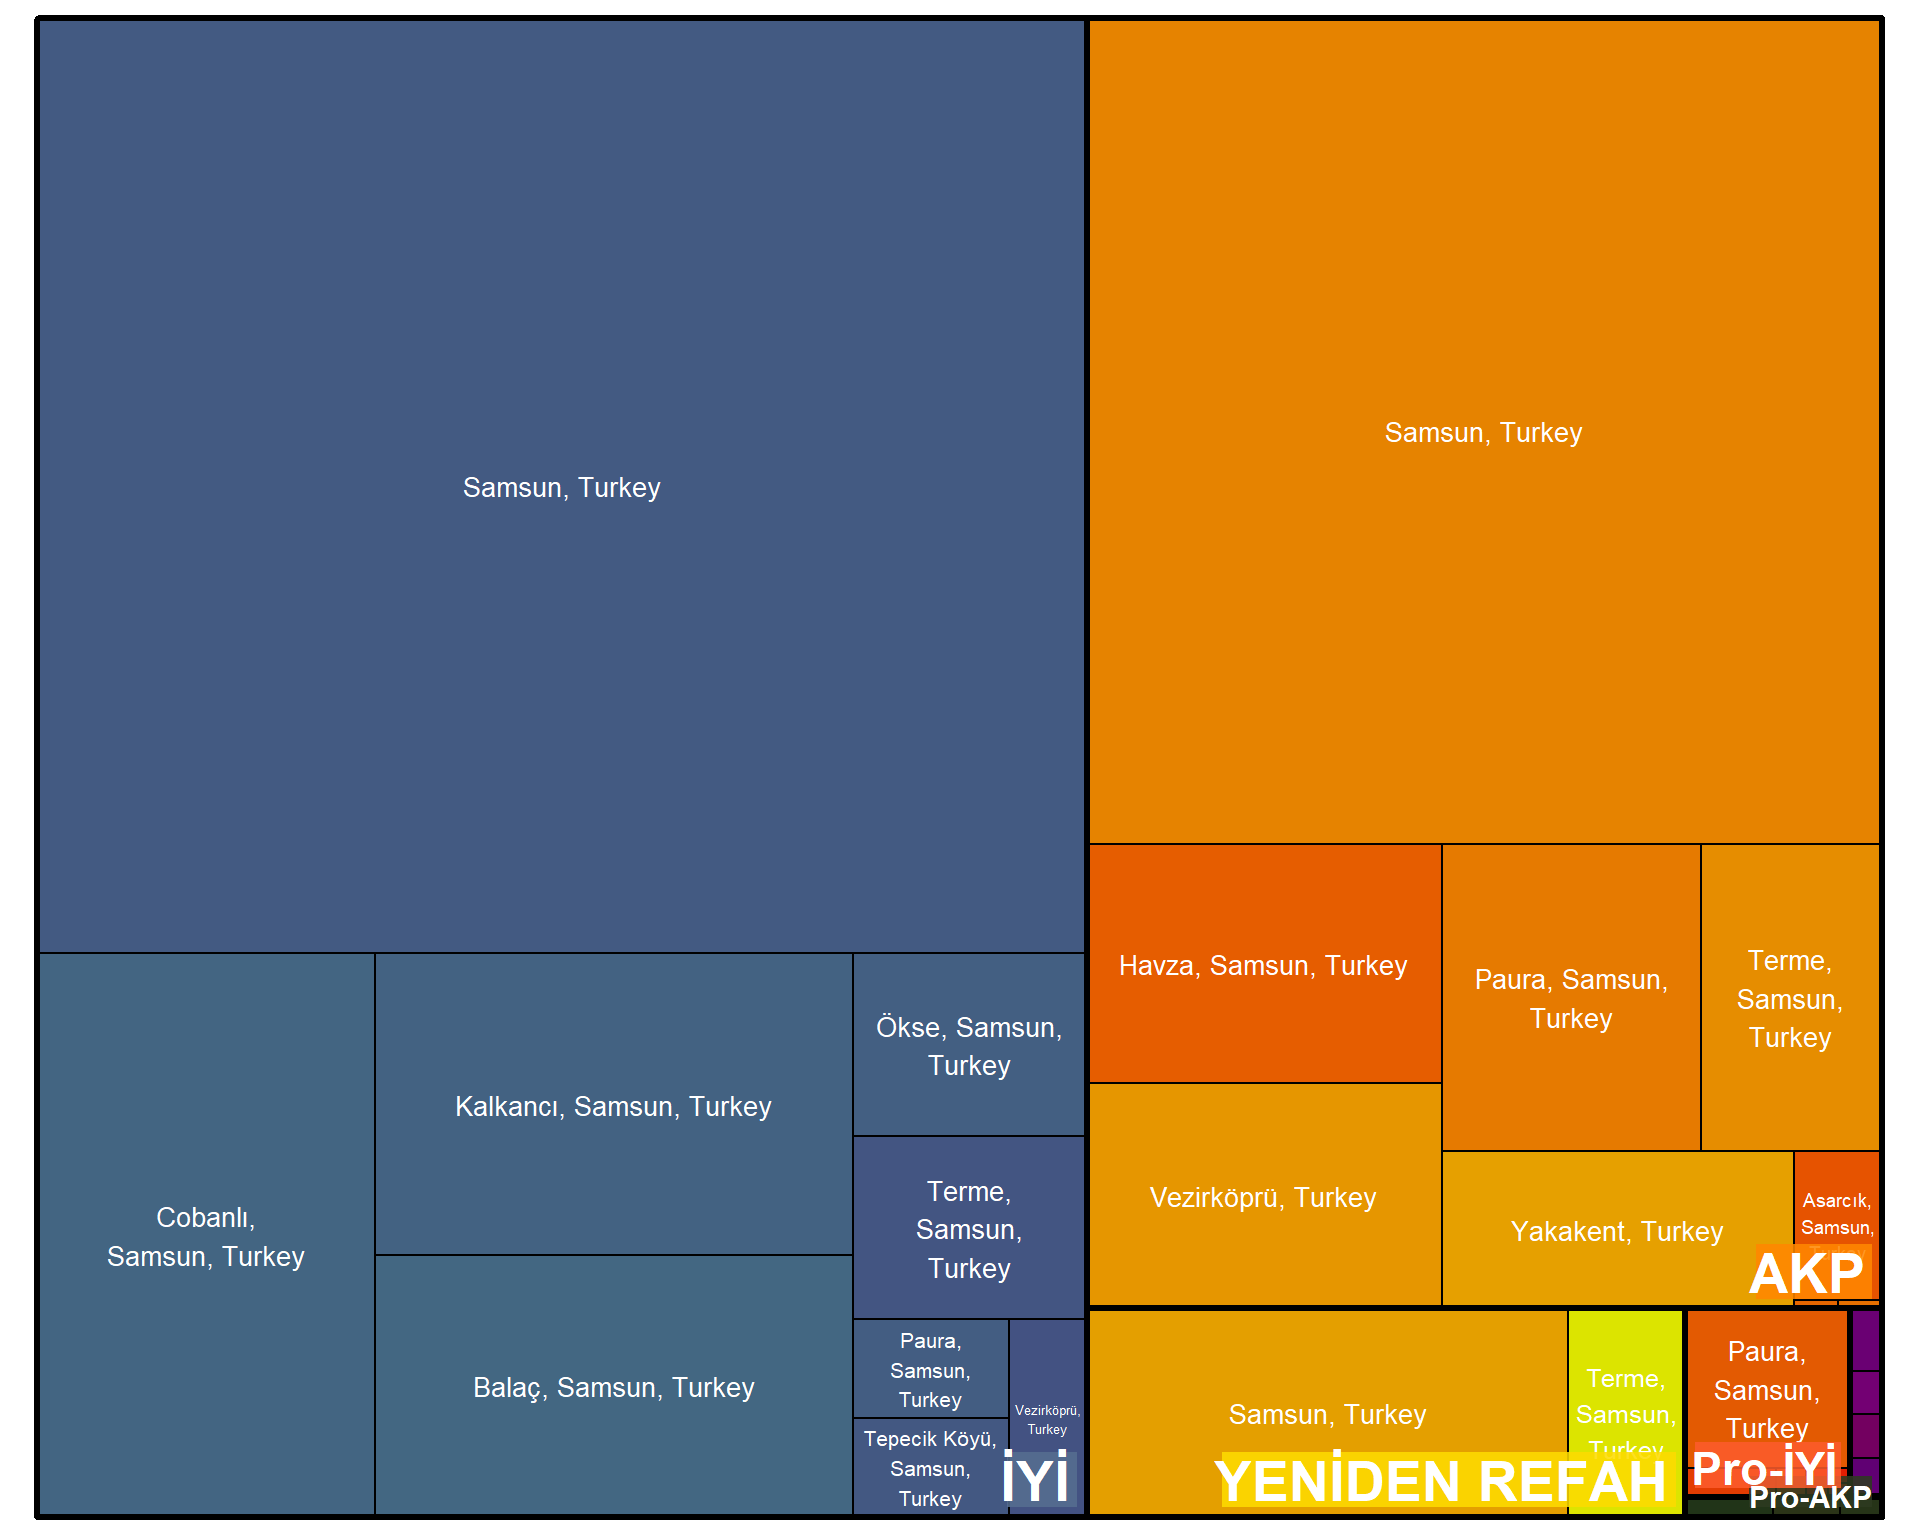 Samsun, Turkey
Cobanlı,
Samsun, Turkey
Kalkancı, Samsun, Turkey
Balaç, Samsun, Turkey
Ökse, Samsun,
Turkey
Terme,
Samsun,
Turkey
Paura,
Samsun,
Turkey
Tepecik Köyü,
Samsun,
Turkey
Vezirköprü,
Turkey
İYİ
Samsun, Turkey
Havza, Samsun, Turkey
Vezirköprü, Turkey
Paura, Samsun,
Turkey
Terme,
Samsun,
Turkey
Yakakent, Turkey
Asarcık,
Samsun,
Turkey
AKP
Samsun, Turkey
Terme,
Samsun,
Turkey
YENİDEN REFAH
Paura,
Samsun,
Turkey
Pro-İYİ
Pro-AKP